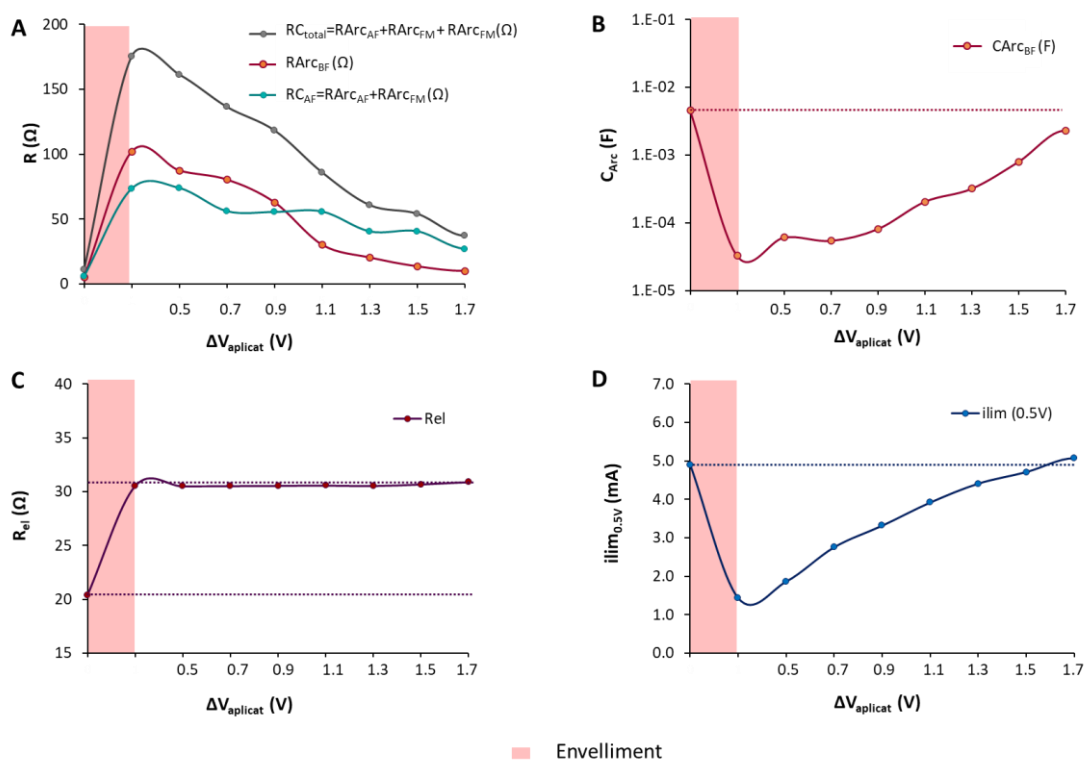 A
200
150
100
50
0
R (Ω)
RC_total=RArc_AF+RArc_FM + RArc_FM(Ω)
RArc_BF (Ω)
RC_AF=RArc_AF+RArc_FM(Ω)
0.5 0.7 0.9 1.1 1.3 1.5 1.7
ΔV_aplicat (V)
B
1.E-01
1.E-02
1.E-03
1.E-04
1.E-05
C_Arc (F)
CArc_BF (F)
0.5 0.7 0.9 1.1 1.3 1.5 1.7
ΔV_aplicat (V)
C
40
35
30
25
20
15
R_el (Ω)
Rel
0.5 0.7 0.9 1.1 1.3 1.5 1.7
ΔV_aplicat (V)
D
7.0
6.0
5.0
4.0
3.0
2.0
1.0
0.0
ilim_0.5V (mA)
ilim (0.5V)
0.5 0.7 0.9 1.1 1.3 1.5 1.7
ΔV_aplicat (V)
Envelliment